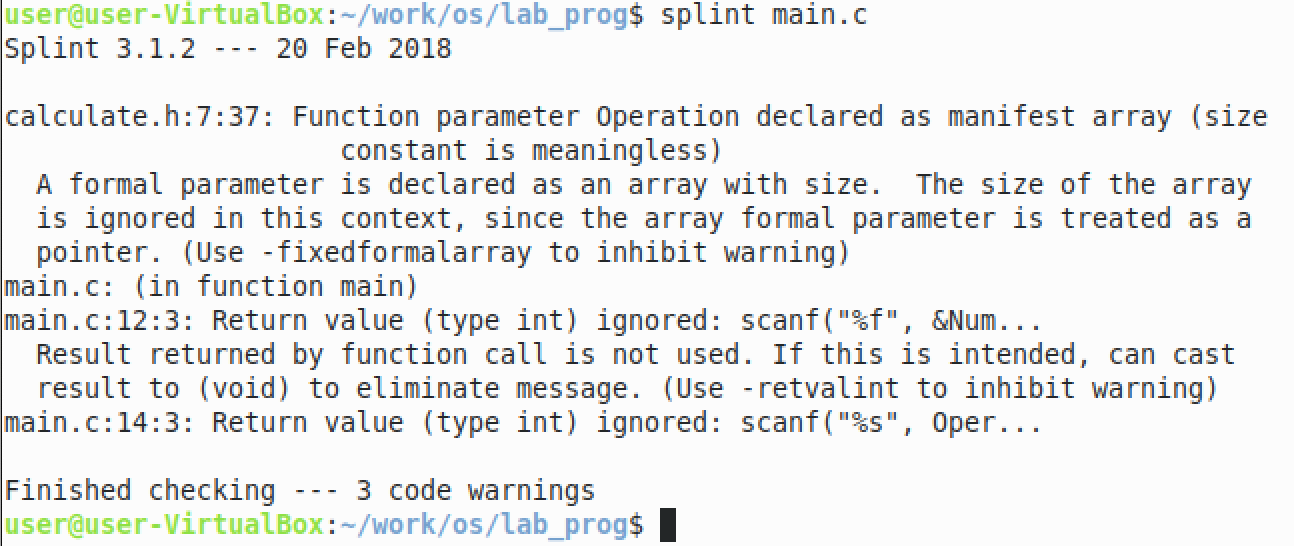 user@user-VirtualBox:~/work/os/lab_prog$ splint main.c
Splint 3.1.2 --- 20 Feb 2018
calculate.h:7:37: Function parameter Operation declared as manifest array (size
constant is meaningless)
A formal parameter is declared as an array with size.  The size of the array
is ignored in this context, since the array formal parameter is treated as a
pointer. (Use -fixedformalarray to inhibit warning)
main.c: (in function main)
main.c:12:3: Return value (type int) ignored: scanf("%f", &Num...
Result returned by function call is not used. If this is intended, can cast
result to (void) to eliminate message. (Use -retvalint to inhibit warning)
main.c:14:3: Return value (type int) ignored: scanf("%s", Oper...
Finished checking --- 3 code warnings
user@user-VirtualBox:~/work/os/lab_prog$